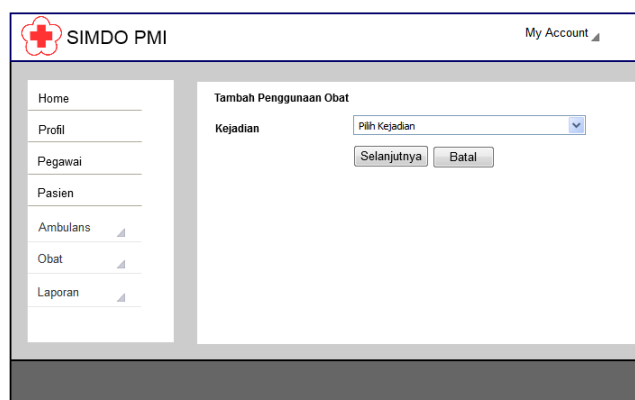 SIMDO PMI
My Account
Home
Profil
Pegawai
Pasien
Ambulans
Obat
Laporan
Tambah Penggunaan Obat
Kejadian
Pilih Kejadian
Selanjutnya
Batal